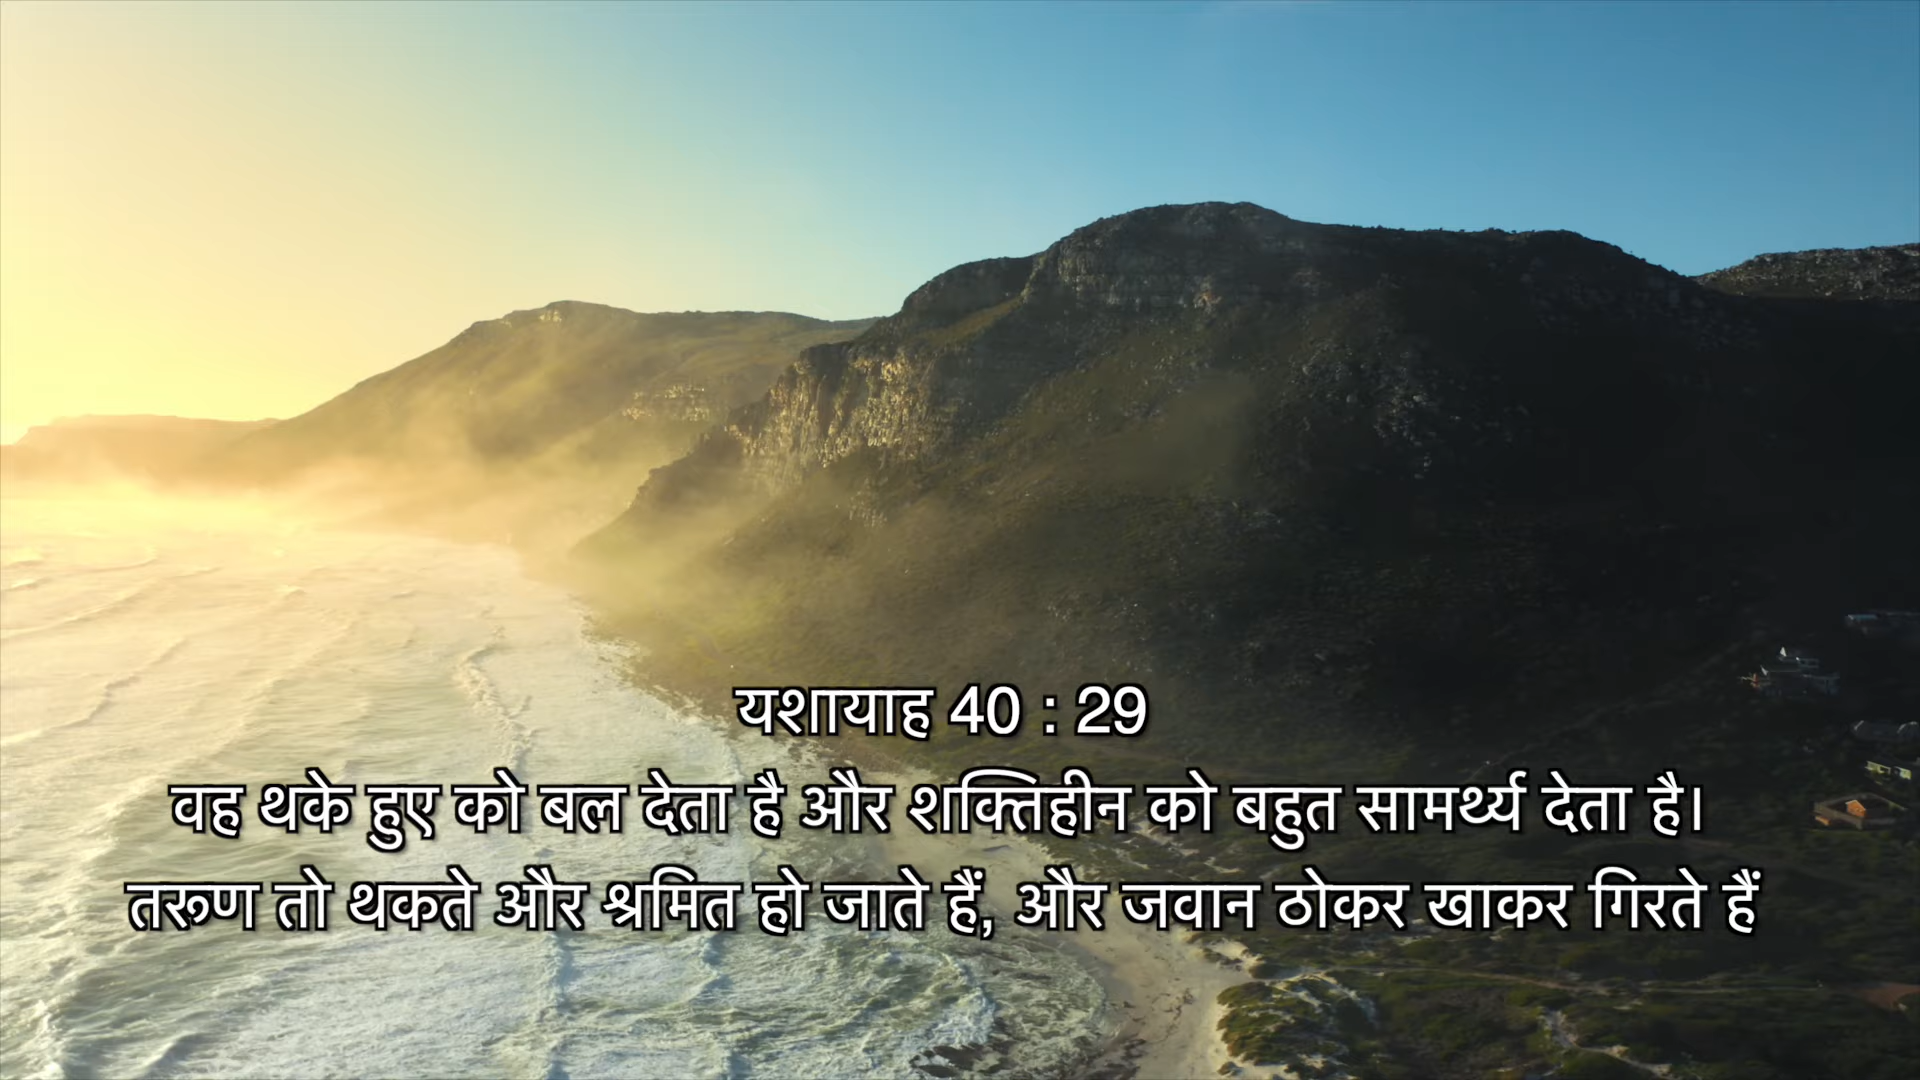 यशायाह 40 : 29
वह थके हुए को बल देता है और शक्तिहीन को बहुत सामर्थ्य देता है।
तरूण तो थकते और श्रमित हो जाते हैं, और जवान ठोकर खाकर गिरते हैं